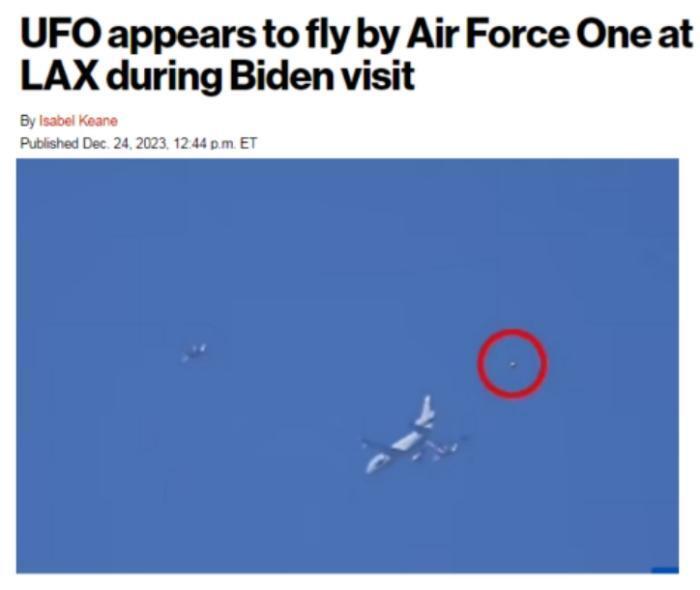 UFO appears to fly by Air Force One at
LAX during Biden visit
By Isabel Keane
Published Dec. 24, 2023, 12:44 p.m. ET